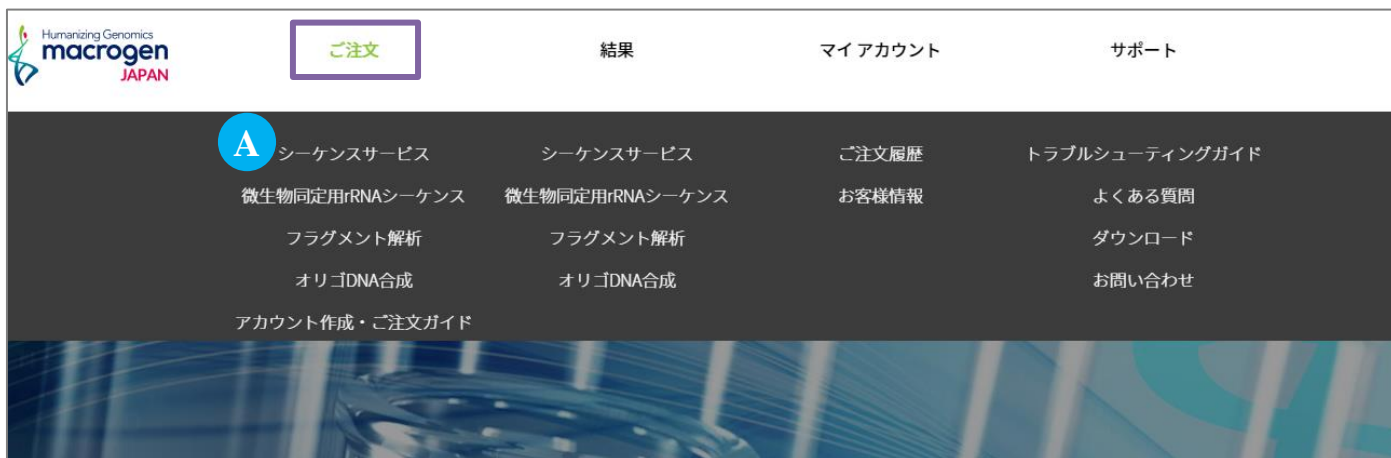 Humanizing Genomics
macrogen
JAPAN
ご注文
結果
マイ アカウント
サポート
A
シーケンスサービス
微生物同定用rRNAシーケンス
フラグメント解析
オリゴDNA合成
アカウント作成・ご注文ガイド
シーケンスサービス
微生物同定用rRNAシーケンス
フラグメント解析
オリゴDNA合成
ご注文履歴
お客様情報
トラブルシューティングガイド
よくある質問
ダウンロード
お問い合わせ